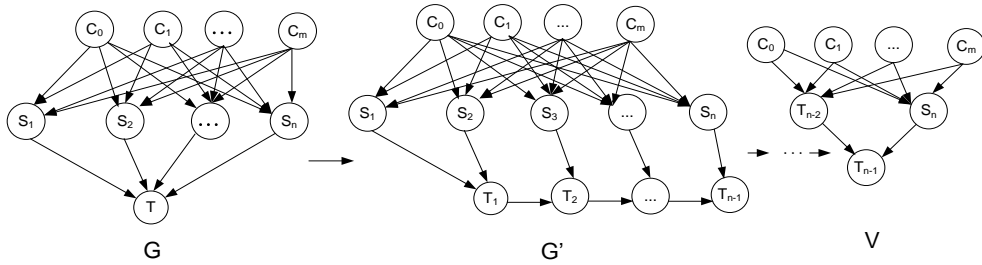 C0 C1 ... Cm
S1 S2 ... Sn
T
G
C0 C1 ... Cm
S1 S2 S3 ... Sn
T1 T2 ... Tn-1
G'
... 
C0 C1 ... Cm
Tn-2 Sn
Tn-1
V